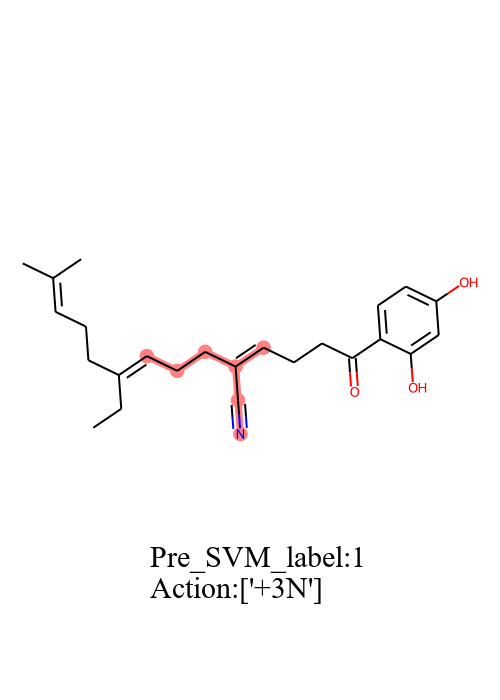 OH
O
OH
N
Pre_SVM_label:1
Action:['+3N']